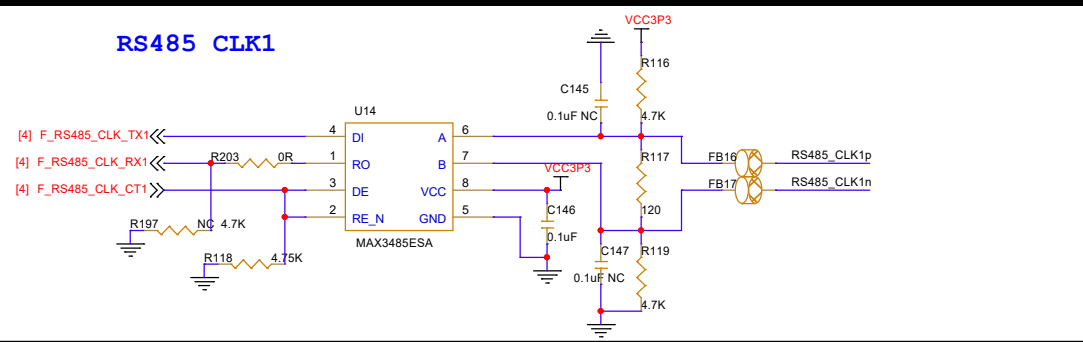 VCC3P3
RS485 CLK1
R116
C145
0.1uF NC
4.7K
U14
[4] F_RS485_CLK_TX1
4
DI
A
6
[4] F_RS485_CLK_RX1
R203
0R
1
RO
B
7
R117
FB16
RS485_CLK1p
VCC3P3
[4] F_RS485_CLK_CT1
3
DE
VCC
8
FB17
RS485_CLK1n
2
RE_N
GND
5
C146
120
R197
NC 4.7K
MAX3485ESA
0.1uF
C147
R119
R118
4.75K
0.1uF NC
4.7K